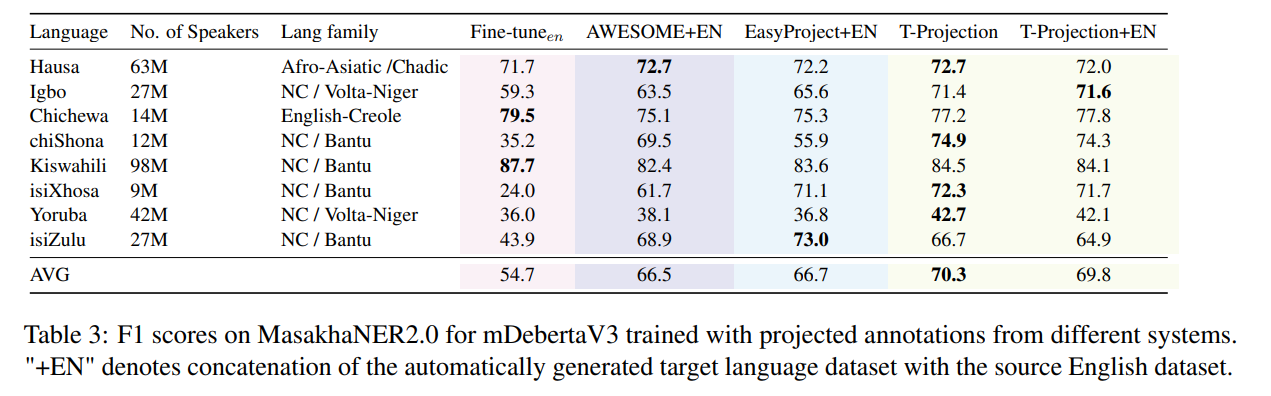 Language No. of Speakers Lang family Fine-tune_en AWESOME+EN EasyProject+EN T-Projection T-Projection+EN
Hausa 63M Afro-Asiatic /Chadic 71.7 72.7 72.2 72.7 72.0
Igbo 27M NC / Volta-Niger 59.3 63.5 65.6 71.4 71.6
Chichewa 14M English-Creole 79.5 75.1 75.3 77.2 77.8
chiShona 12M NC / Bantu 35.2 69.5 55.9 74.9 74.3
Kiswahili 98M NC / Bantu 87.7 82.4 83.6 84.5 84.1
isiXhosa 9M NC / Bantu 24.0 61.7 71.1 72.3 71.7
Yoruba 42M NC / Volta-Niger 36.0 38.1 36.8 42.7 42.1
isiZulu 27M NC / Bantu 43.9 68.9 73.0 66.7 64.9
AVG 54.7 66.5 66.7 70.3 69.8
Table 3: F1 scores on MasakhaNER2.0 for mDebertaV3 trained with projected annotations from different systems.
"+EN" denotes concatenation of the automatically generated target language dataset with the source English dataset.